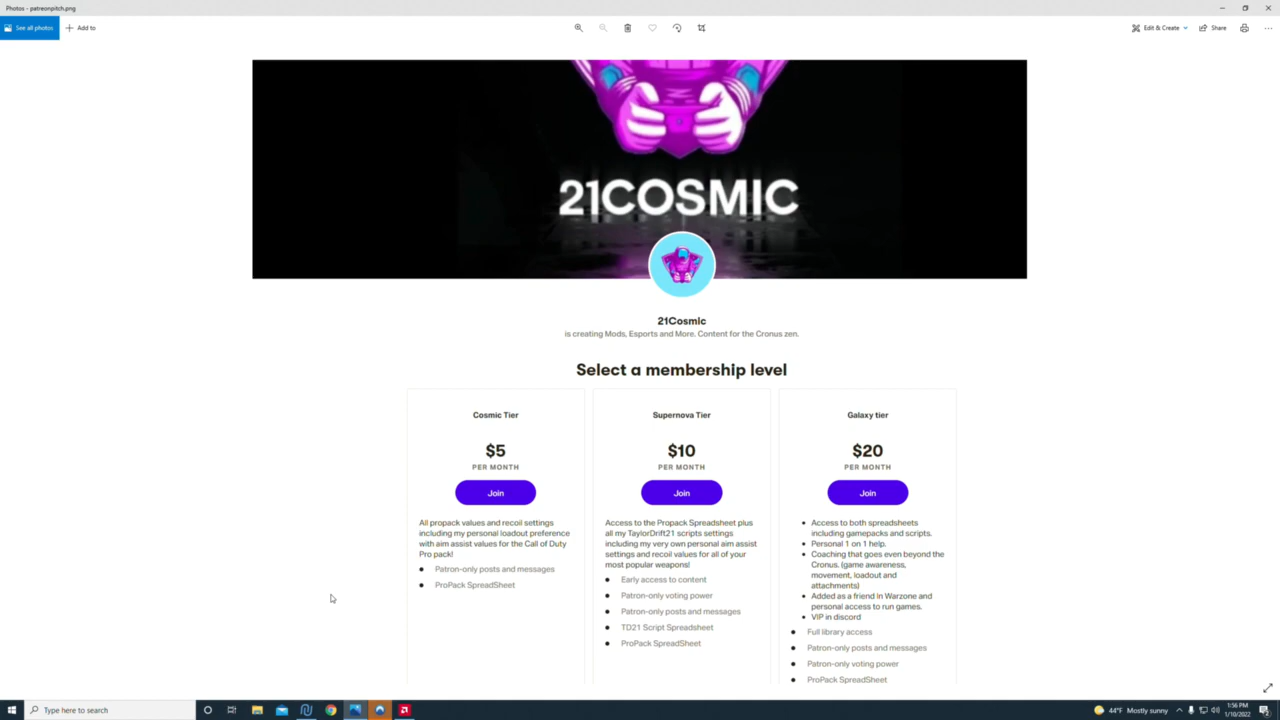 Photos - patreonpitch.png
See all photos
Add to
Edit & Create
Share
21COSMIC
21Cosmic
is creating Mods, Esports and More. Content for the Cronus zen.
Select a membership level
Cosmic Tier
$5
PER MONTH
Join
All propack values and recoil settings
including my personal loadout preference
with aim assist values for the Call of Duty
Pro pack!
Patron-only posts and messages
ProPack SpreadSheet
Supernova Tier
$10
PER MONTH
Join
Access to the Propack Spreadsheet plus
all my TaylorDrift21 scripts settings
including my very own personal aim assist
settings and recoil values for all of your
most popular weapons!
Early access to content
Patron-only voting power
Patron-only posts and messages
TD21 Script Spreadsheet
ProPack SpreadSheet
Galaxy tier
$20
PER MONTH
Join
Access to both spreadsheets
including gamepacks and scripts.
Personal 1 on 1 help.
Coaching that goes even beyond the
Cronus. (game awareness,
movement, loadout and
attachments)
Added as a friend in Warzone and
personal access to run games.
VIP in discord
Full library access
Patron-only posts and messages
Patron-only voting power
ProPack SpreadSheet
Type here to search
44°F Mostly sunny
1:56 PM
1/10/2022